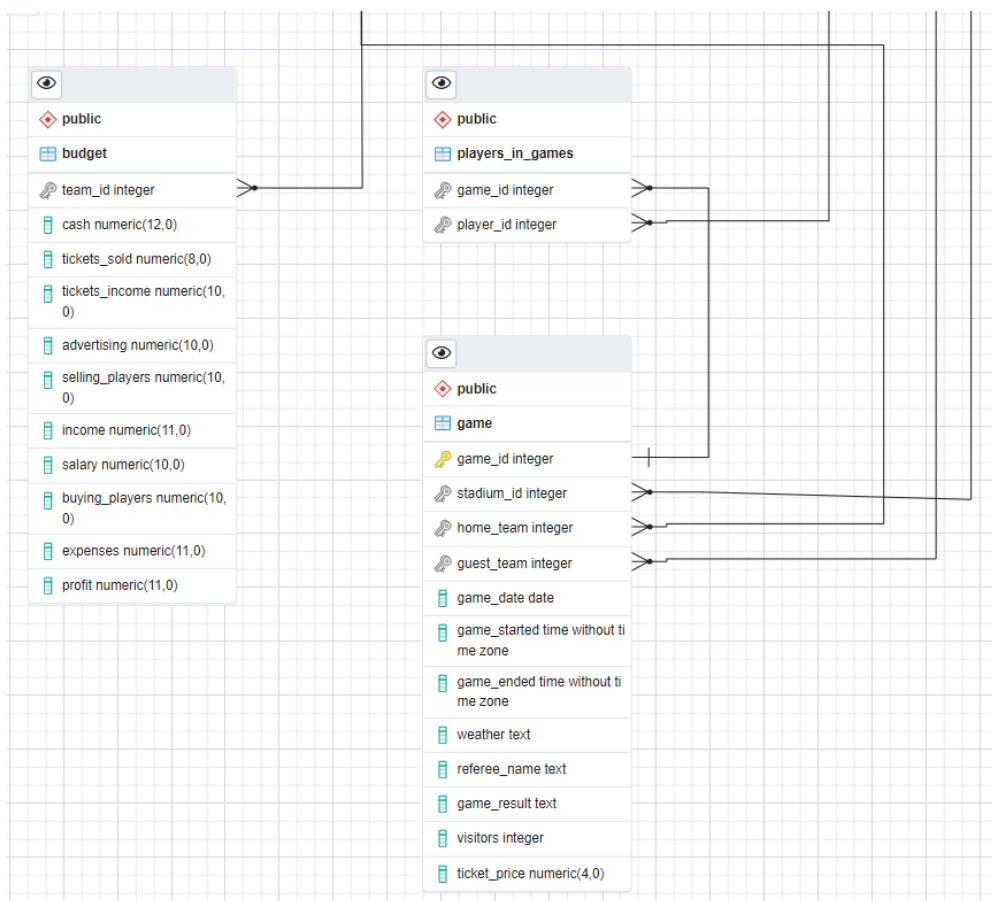 public
budget
team_id integer
cash numeric(12,0)
tickets_sold numeric(8,0)
tickets_income numeric(10,
0)
advertising numeric(10,0)
selling_players numeric(10,
0)
income numeric(11,0)
salary numeric(10,0)
buying_players numeric(10,
0)
expenses numeric(11,0)
profit numeric(11,0)
public
players_in_games
game_id integer
player_id integer
public
game
game_id integer
stadium_id integer
home_team integer
guest_team integer
game_date date
game_started time without ti
me zone
game_ended time without ti
me zone
weather text
referee_name text
game_result text
visitors integer
ticket_price numeric(4,0)